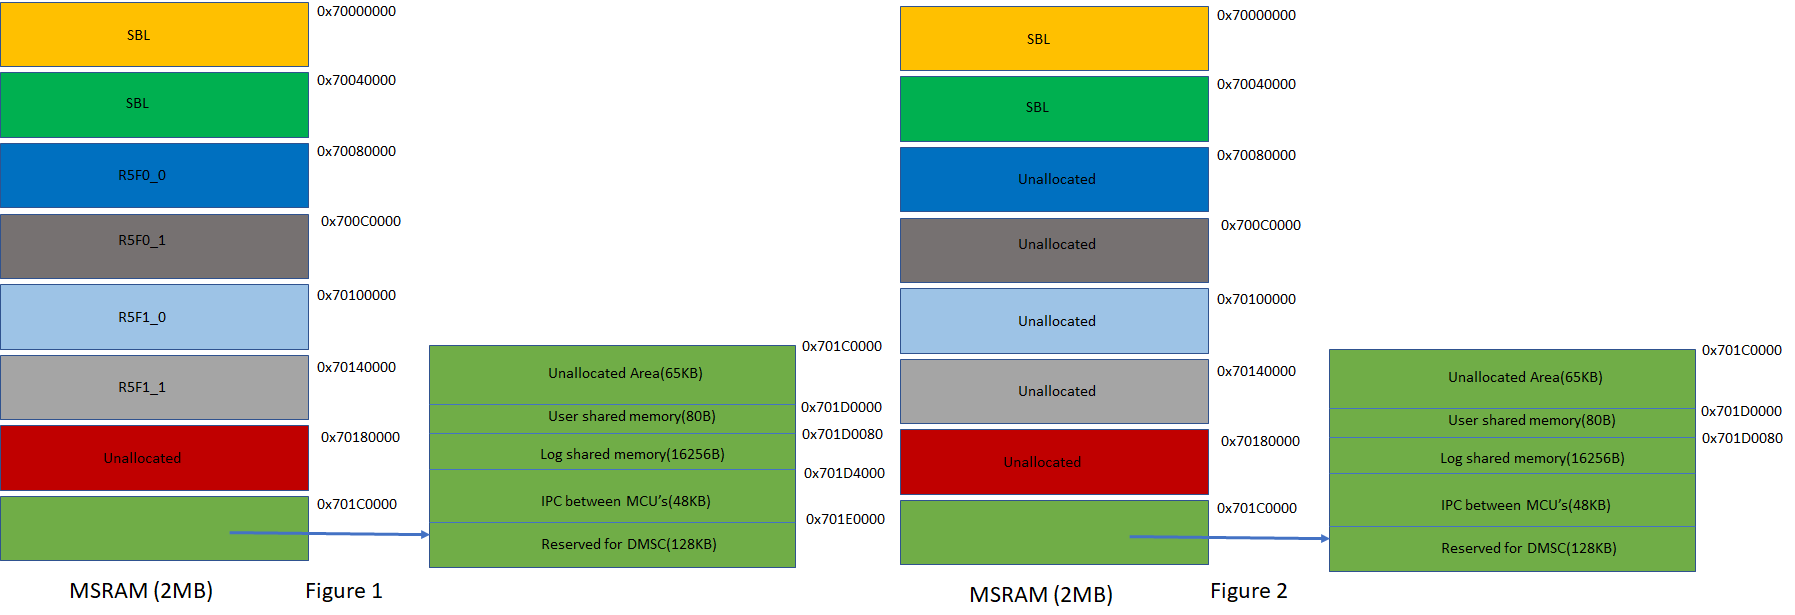 0x70000000
SBL
0x70040000
SBL
0x70080000
R5F0_0
0x700C0000
R5F0_1
0x70100000
R5F1_0
0x70140000
R5F1_1
0x70180000
Unallocated
0x701C0000
0x701C0000
Unallocated Area(65KB)
0x701D0000
User shared memory(80B)
0x701D0080
Log shared memory(16256B)
0x701D4000
IPC between MCU’s(48KB)
0x701E0000
Reserved for DMSC(128KB)
MSRAM (2MB)
Figure 1
0x70000000
SBL
0x70040000
SBL
0x70080000
Unallocated
0x700C0000
Unallocated
0x70100000
Unallocated
0x70140000
Unallocated
0x70180000
Unallocated
0x701C0000
0x701C0000
Unallocated Area(65KB)
0x701D0000
User shared memory(80B)
0x701D0080
Log shared memory(16256B)
IPC between MCU’s(48KB)
Reserved for DMSC(128KB)
MSRAM (2MB)
Figure 2